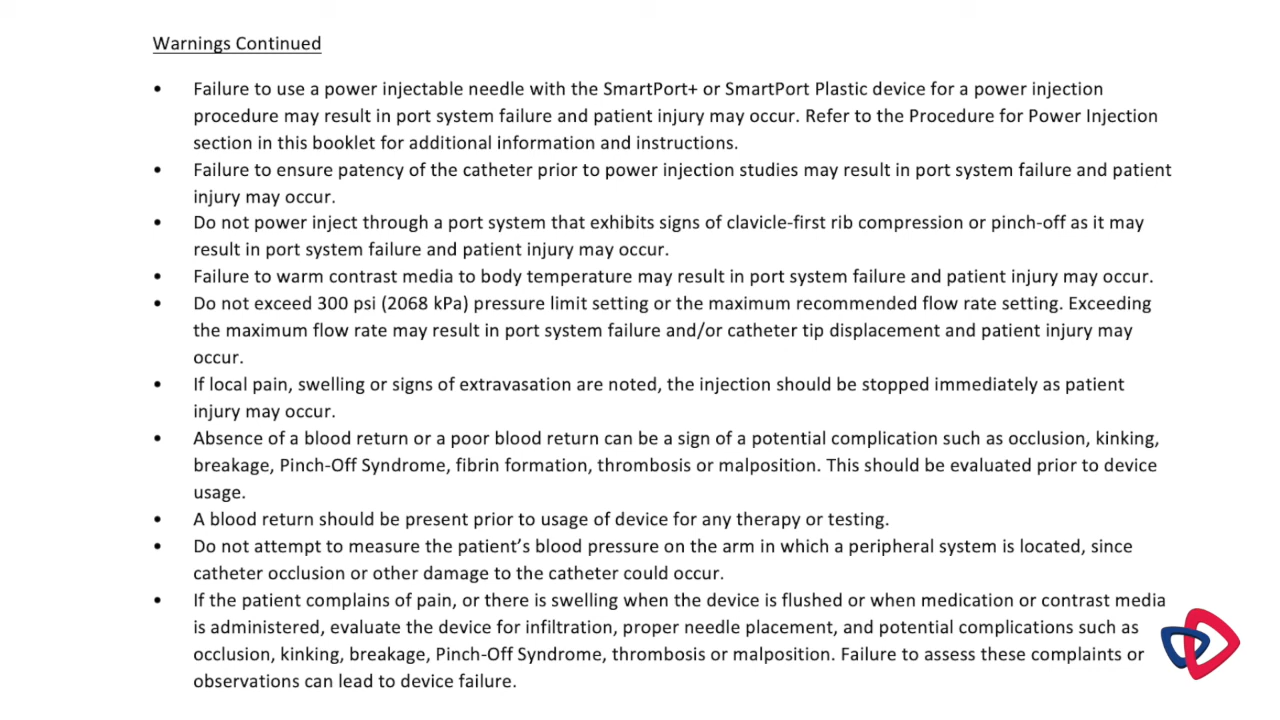 Warnings Continued
• Failure to use a power injectable needle with the SmartPort+ or SmartPort Plastic device for a power injection
procedure may result in port system failure and patient injury may occur. Refer to the Procedure for Power Injection
section in this booklet for additional information and instructions.
• Failure to ensure patency of the catheter prior to power injection studies may result in port system failure and patient
injury may occur.
• Do not power inject through a port system that exhibits signs of clavicle-first rib compression or pinch-off as it may
result in port system failure and patient injury may occur.
• Failure to warm contrast media to body temperature may result in port system failure and patient injury may occur.
• Do not exceed 300 psi (2068 kPa) pressure limit setting or the maximum recommended flow rate setting. Exceeding
the maximum flow rate may result in port system failure and/or catheter tip displacement and patient injury may
occur.
• If local pain, swelling or signs of extravasation are noted, the injection should be stopped immediately as patient
injury may occur.
• Absence of a blood return or a poor blood return can be a sign of a potential complication such as occlusion, kinking,
breakage, Pinch-Off Syndrome, fibrin formation, thrombosis or malposition. This should be evaluated prior to device
usage.
• A blood return should be present prior to usage of device for any therapy or testing.
• Do not attempt to measure the patient’s blood pressure on the arm in which a peripheral system is located, since
catheter occlusion or other damage to the catheter could occur.
• If the patient complains of pain, or there is swelling when the device is flushed or when medication or contrast media
is administered, evaluate the device for infiltration, proper needle placement, and potential complications such as
occlusion, kinking, breakage, Pinch-Off Syndrome, thrombosis or malposition. Failure to assess these complaints or
observations can lead to device failure.